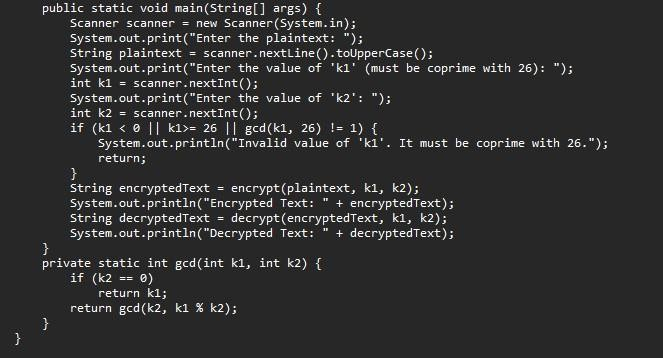 public static void main(String[] args) {
Scanner scanner = new Scanner(System.in);
System.out.print("Enter the plaintext: ");
String plaintext = scanner.nextLine().toUpperCase();
System.out.print("Enter the value of 'k1' (must be coprime with 26): ");
int k1 = scanner.nextInt();
System.out.print("Enter the value of 'k2': ");
int k2 = scanner.nextInt();
if (k1 < 0 || k1>= 26 || gcd(k1, 26) != 1) {
System.out.println("Invalid value of 'k1'. It must be coprime with 26.");
return;
}
String encryptedText = encrypt(plaintext, k1, k2);
System.out.println("Encrypted Text: " + encryptedText);
String decryptedText = decrypt(encryptedText, k1, k2);
System.out.println("Decrypted Text: " + decryptedText);
}
private static int gcd(int k1, int k2) {
if (k2 == 0)
return k1;
return gcd(k2, k1 % k2);
}
}